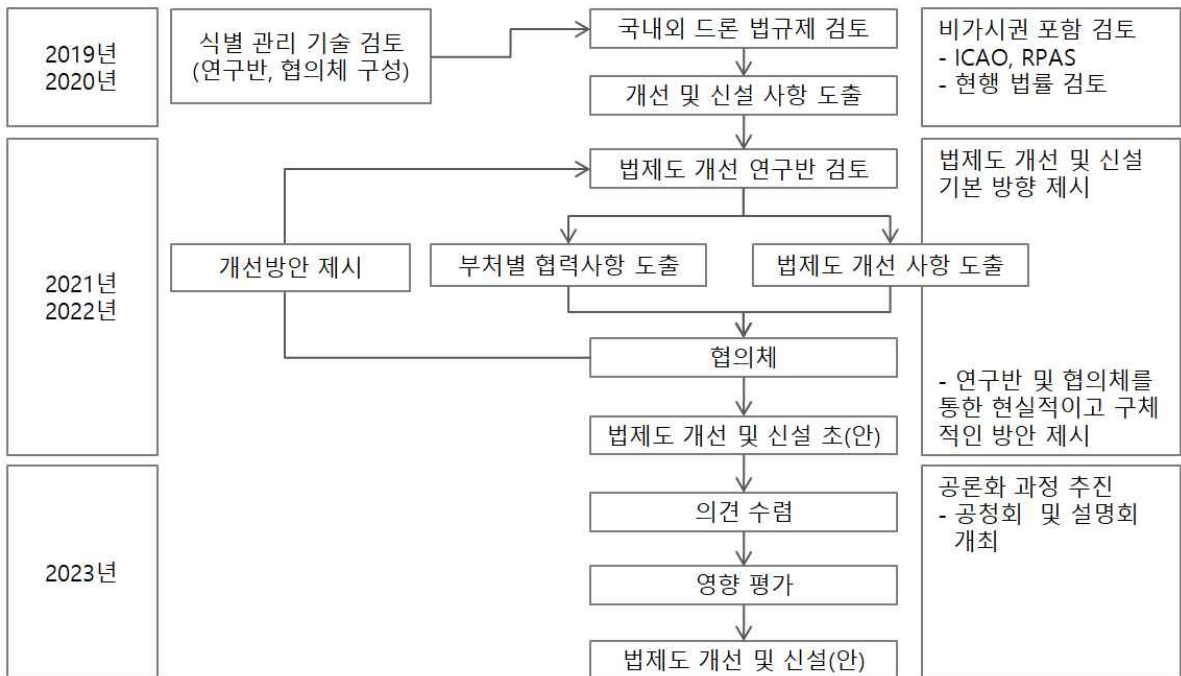 2019년
2020년
식별 관리 기술 검토
(연구반, 협의체 구성)
국내외 드론 법규제 검토
개선 및 신설 사항 도출
비가시권 포함 검토
- ICAO, RPAS
- 현행 법률 검토
2021년
2022년
법제도 개선 연구반 검토
개선방안 제시
부처별 협력사항 도출
법제도 개선 사항 도출
협의체
법제도 개선 및 신설 초(안)
법제도 개선 및 신설
기본 방향 제시
- 연구반 및 협의체를
통한 현실적이고 구체
적인 방안 제시
2023년
의견 수렴
영향 평가
법제도 개선 및 신설(안)
공론화 과정 추진
- 공청회 및 설명회
개최